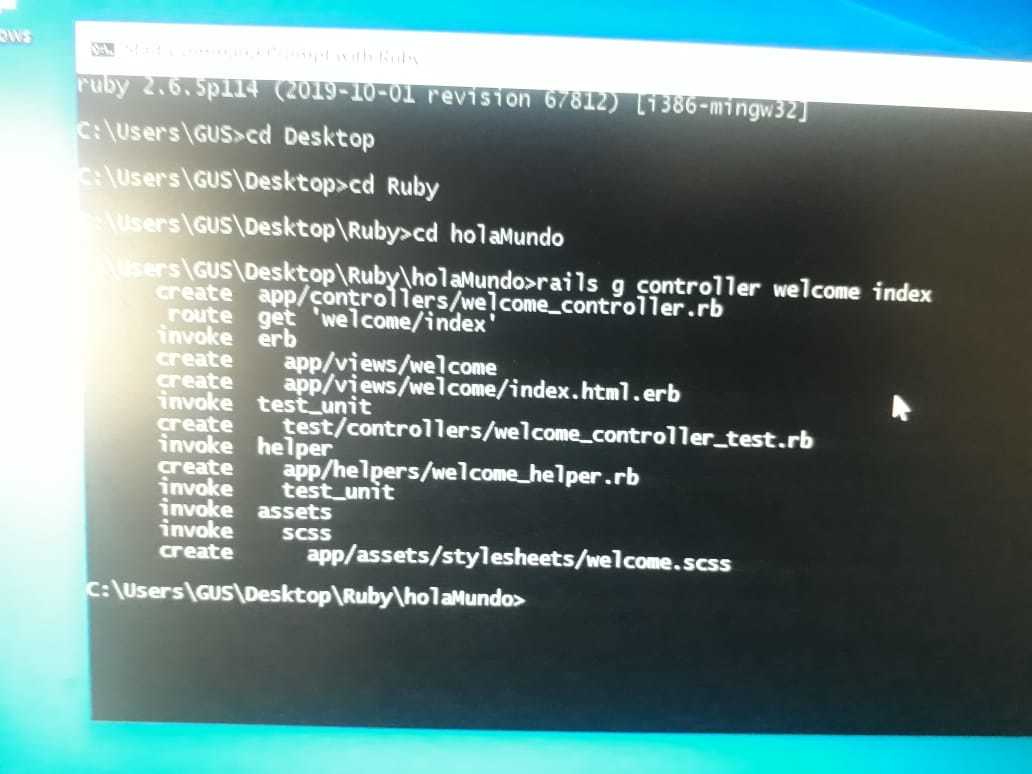 ows
Start Command Prompt with Ruby
ruby 2.6.5p114 (2019-10-01 revision 67812) [i386-mingw32]
C:\Users\GUS>cd Desktop
C:\Users\GUS\Desktop>cd Ruby
:\Users\GUS\Desktop\Ruby>cd holaMundo
\Users\GUS\Desktop\Ruby\holaMundo>rails g controller welcome index
create app/controllers/welcome_controller.rb
route get 'welcome/index'
invoke erb
create app/views/welcome
create app/views/welcome/index.html.erb
invoke test_unit
create test/controllers/welcome_controller_test.rb
invoke helper
create app/helpers/welcome_helper.rb
invoke test_unit
invoke assets
invoke scss
create app/assets/stylesheets/welcome.scss
C:\Users\GUS\Desktop\Ruby\holaMundo>